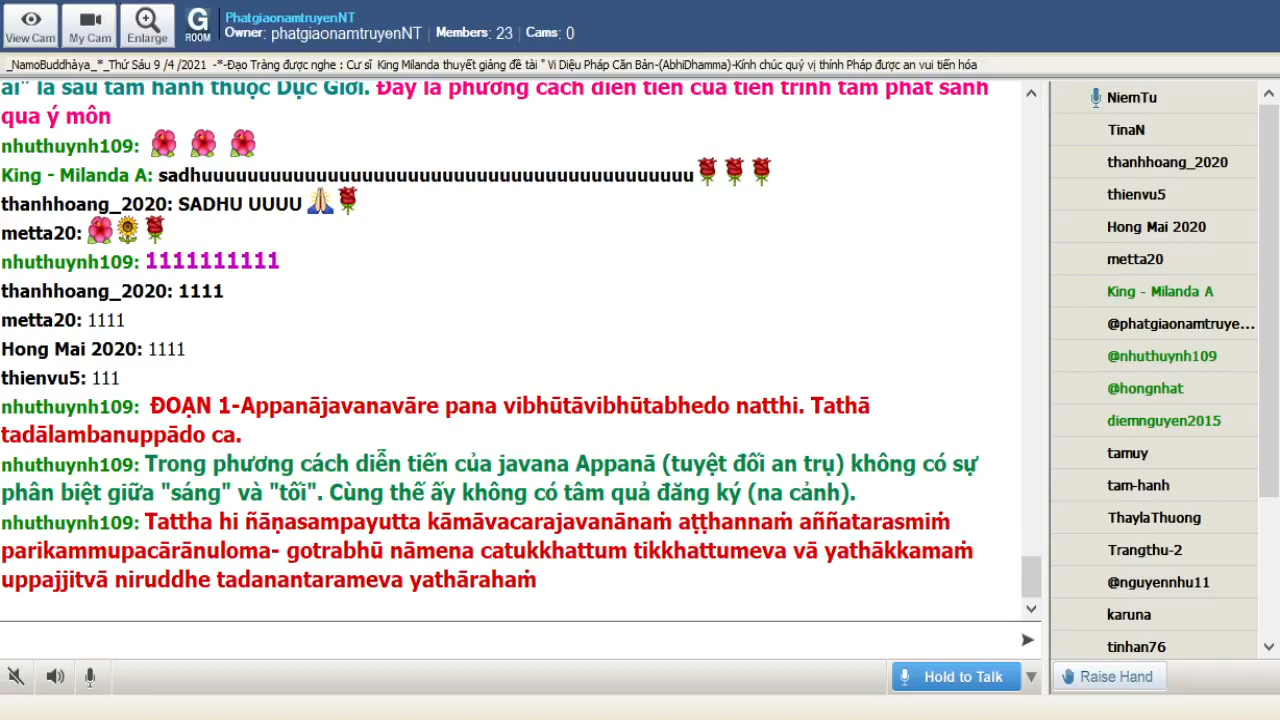 View Cam
My Cam
Enlarge
G
ROOM
PhatgiaonamtruyenNT
Owner: phatgiaonamtruyenNT | Members: 23 | Cams: 0
_NamoBuddhàya_*_Thứ Sáu 9 /4 /2021 -*-Đạo Tràng được nghe : Cư sĩ King Milanda thuyết giảng đề tài " Vi Diệu Pháp Căn Bản-(AbhiDhamma)-Kính chúc quý vị thính Pháp được an vui tiến hóa
ái" là sáu tâm hành thuộc Dục Giới. Đây là phương cách diễn tiến của tiến trình tâm phát sanh
qua ý môn
nhuthuynh109:
King - Milanda A: sadhuuuuuuuuuuuuuuuuuuuuuuuuuuuuuuuuuuuuuuuuuuu
thanhhoang_2020: SADHU UUUU
metta20:
nhuthuynh109: 1111111111
thanhhoang_2020: 1111
metta20: 1111
Hong Mai 2020: 1111
thienvu5: 111
nhuthuynh109: ĐOẠN 1-Appanājavanavāre pana vibhūtāvibhūtabhedo natthi. Tathā
tadālambanuppādo ca.
nhuthuynh109: Trong phương cách diễn tiến của javana Appanā (tuyệt đối an trụ) không có sự
phân biệt giữa "sáng" và "tối". Cùng thế ấy không có tâm quả đăng ký (na cảnh).
nhuthuynh109: Tattha hi ñāṇasampayutta kāmāvacarajavanānaṁ aṭṭhannaṁ aññatarasmiṁ
parikammupacārānuloma- gotrabhū nāmena catukkhattum tikkhattumeva vā yathākkamaṁ
uppajjitvā niruddhe tadanantarameva yathārahaṁ
NiemTu
TinaN
thanhhoang_2020
thienvu5
Hong Mai 2020
metta20
King - Milanda A
@phatgiaonamtruye...
@nhuthuynh109
@hongnhat
diemnguyen2015
tamuy
tam-hanh
ThaylaThuong
Trangthu-2
@nguyennhu11
karuna
tinhan76
Hold to Talk
Raise Hand